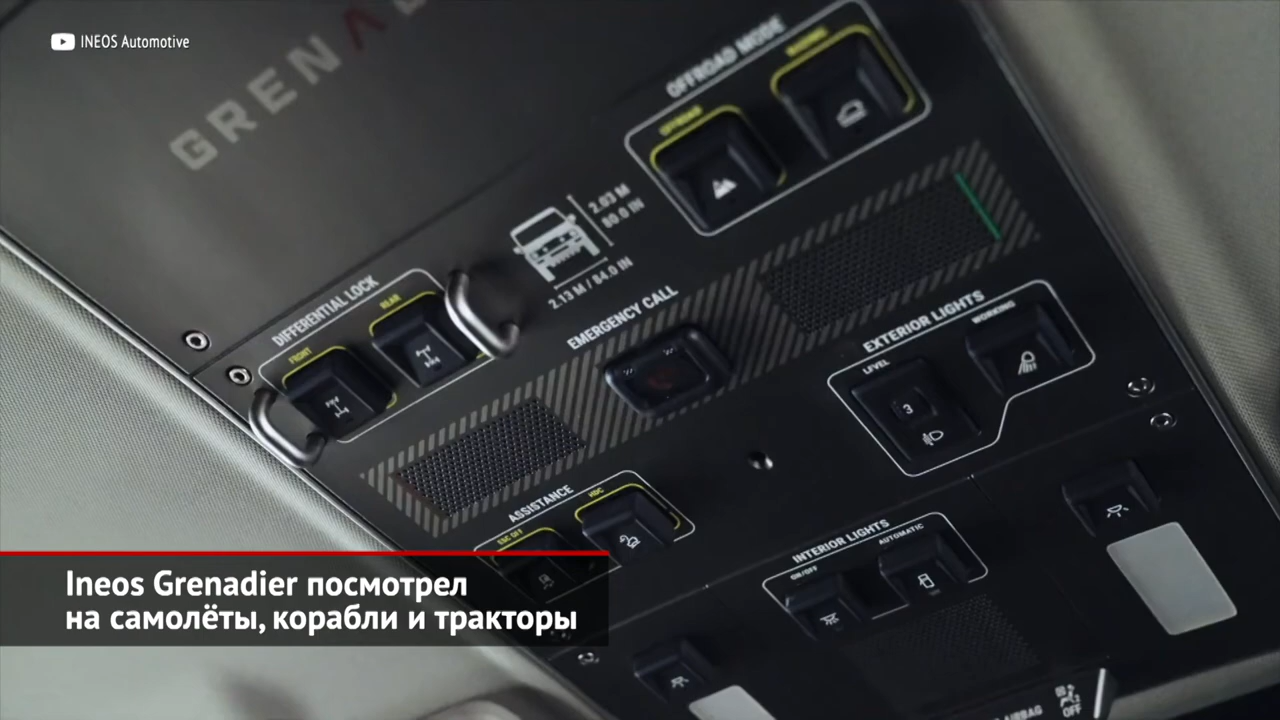 INEOS Automotive
GREN
OFFROAD MODE
OFFROAD
WADING
2.03 M
80.0 IN
2.13 M / 84.0 IN
DIFFERENTIAL LOCK
FRONT
REAR
EMERGENCY CALL
EXTERIOR LIGHTS
LEVEL
WORKING
3
ASSISTANCE
ESC OFF
HDC
INTERIOR LIGHTS
ON/OFF
AUTOMATIC
AIRBAG
OFF
Ineos Grenadier посмотрел
на самолёты, корабли и тракторы